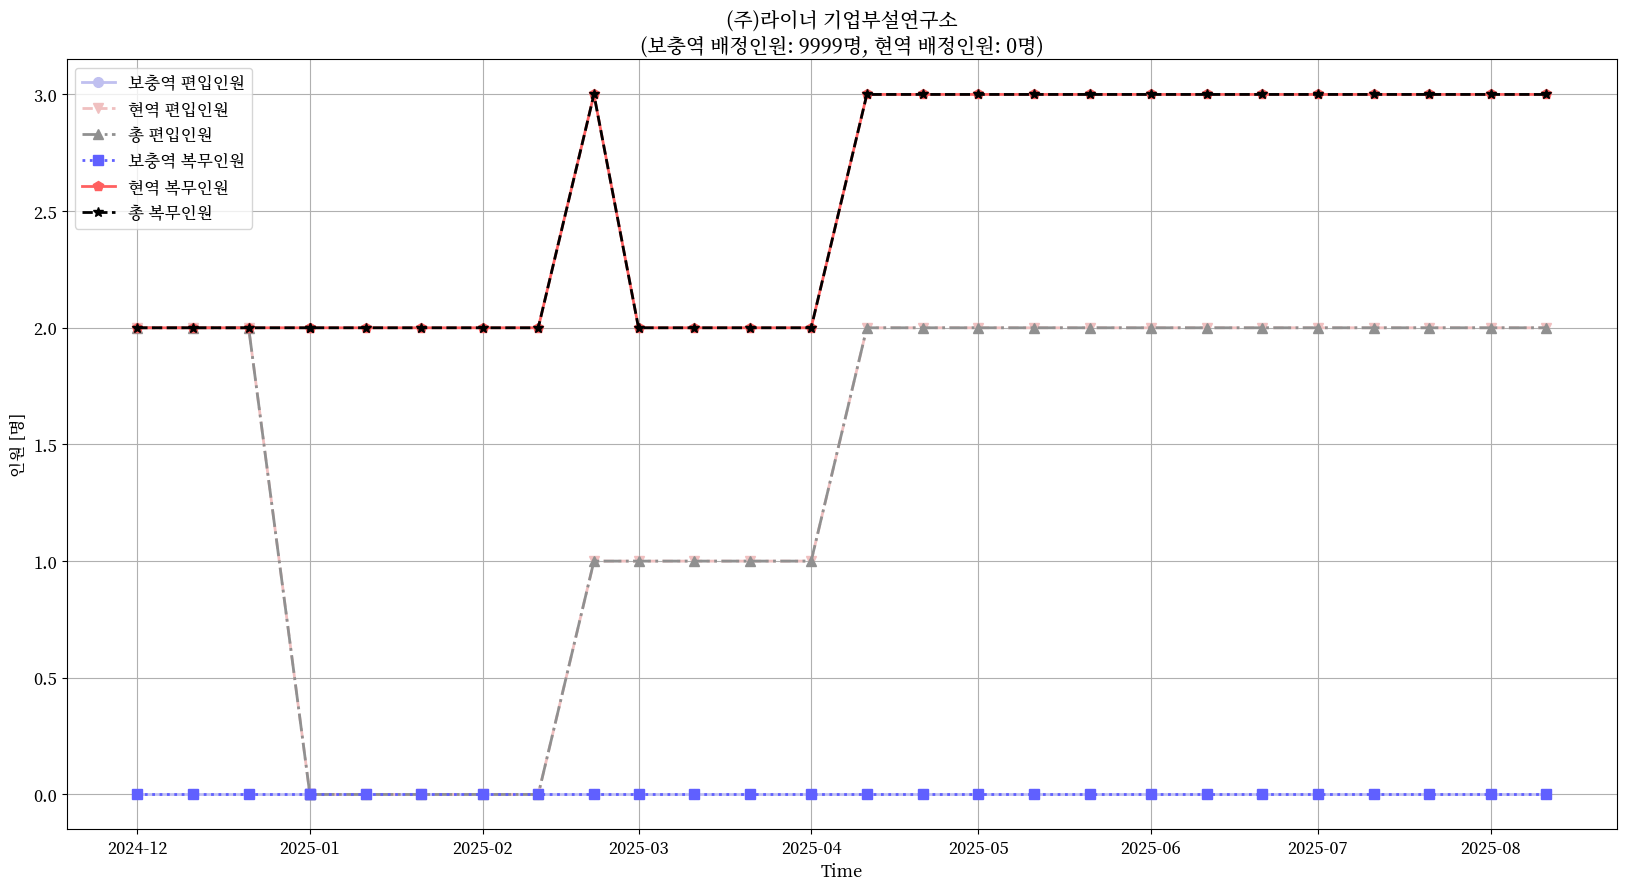 (주)라이너 기업부설연구소
(보충역 배정인원: 9999명, 현역 배정인원: 0명)
보충역 편입인원
현역 편입인원
총 편입인원
보충역 복무인원
현역 복무인원
총 복무인원
3.0
2.5
2.0
1.5
1.0
0.5
0.0
인원 [명]
2024-12
2025-01
2025-02
2025-03
2025-04
2025-05
2025-06
2025-07
2025-08
Time